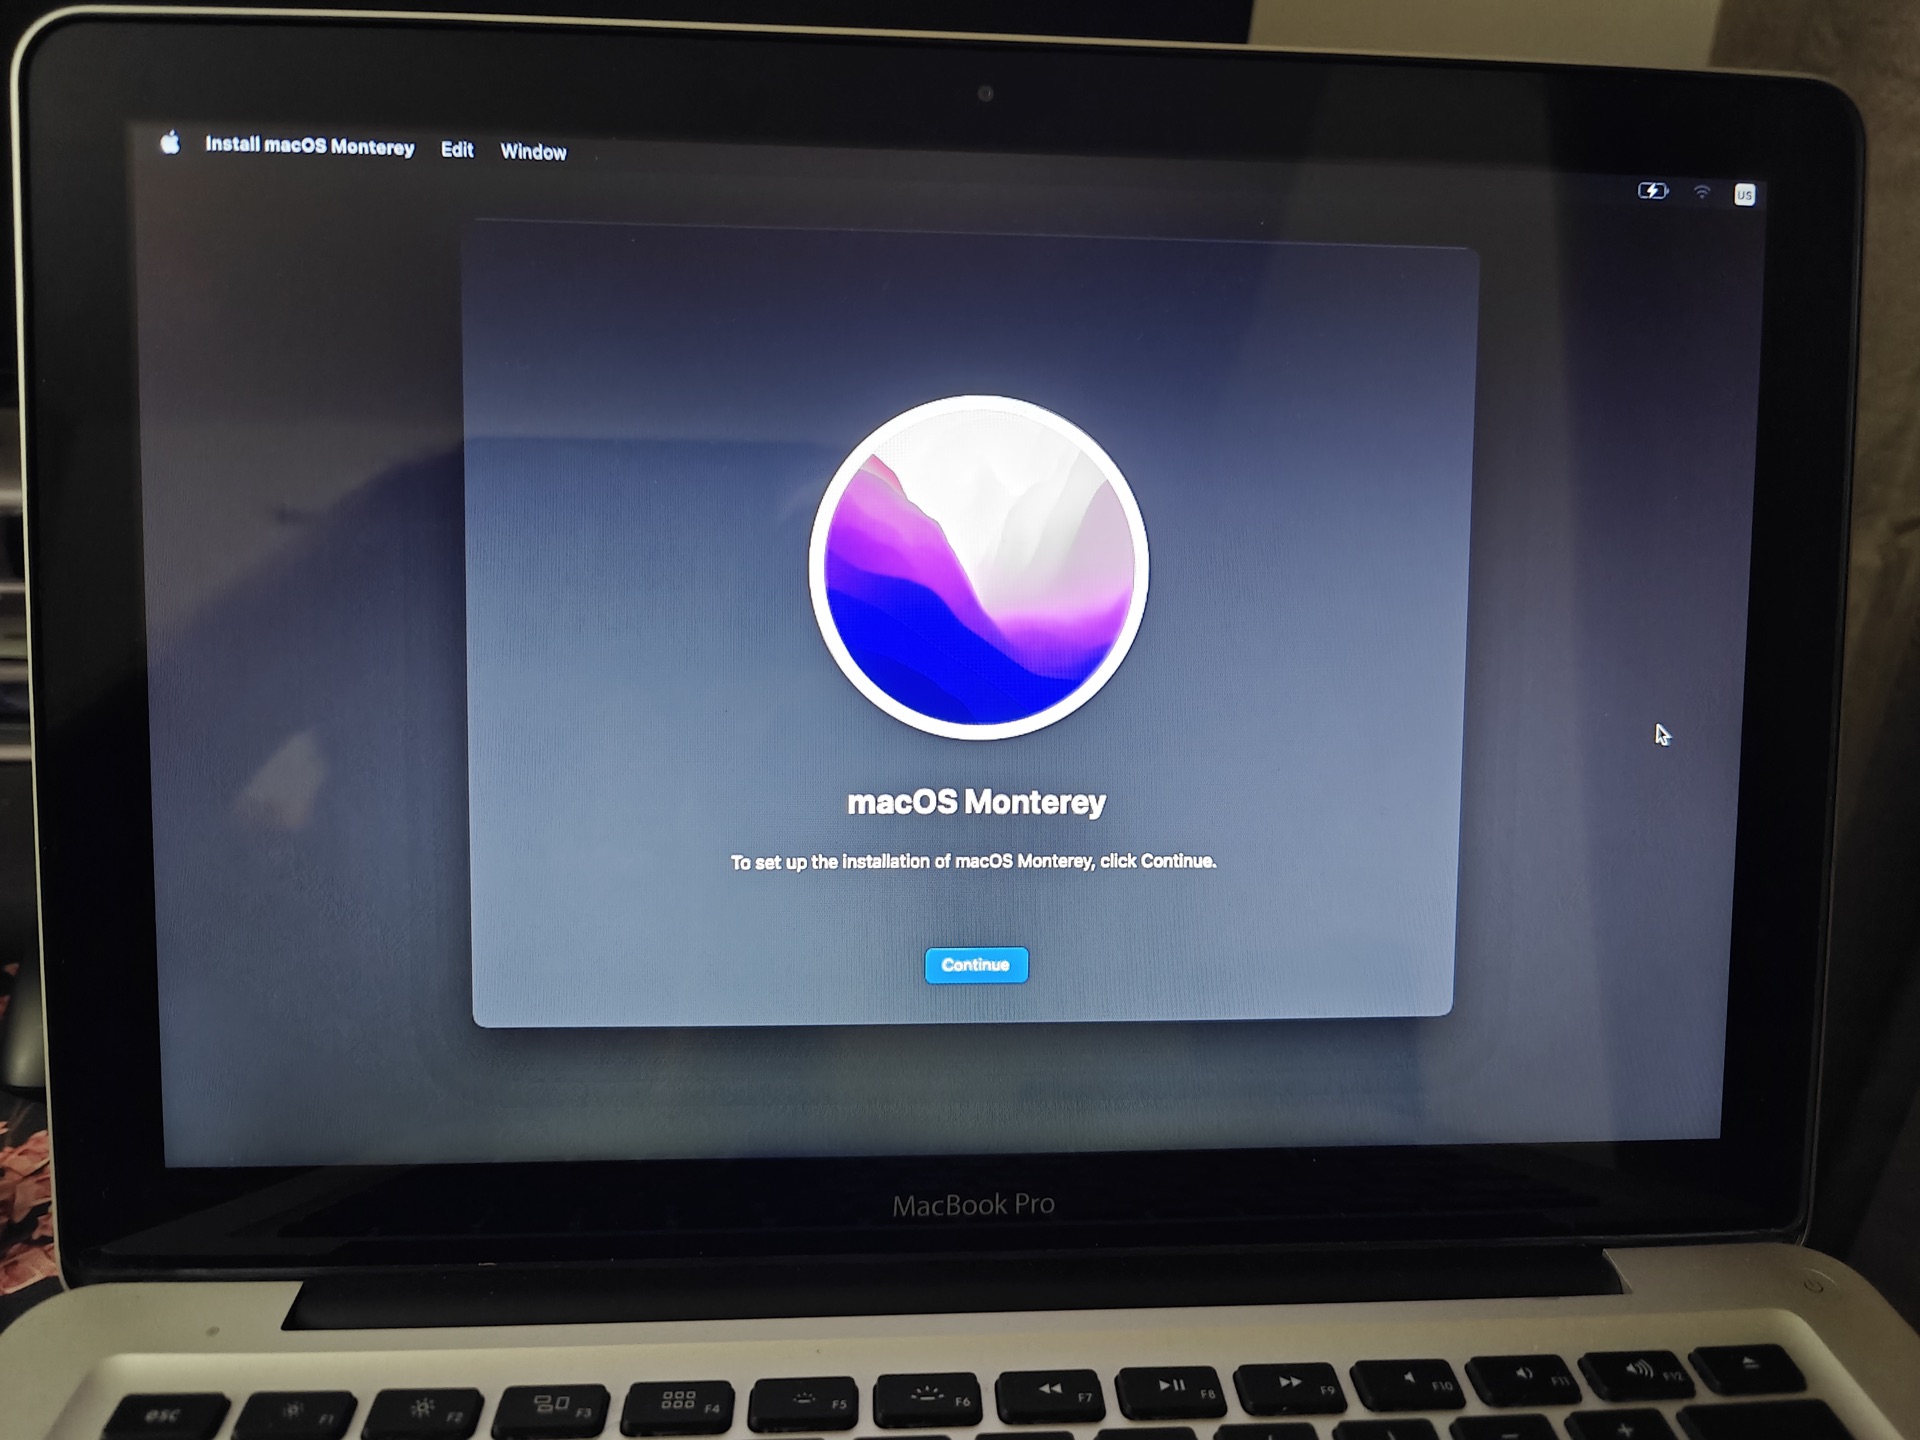 Install macOS Monterey Edit Window
US
macOS Monterey
To set up the installation of macOS Monterey, click Continue.
Continue
MacBook Pro
esc F1 F2 F3 F4 F5 F6 F7 F8 F9 F10 F11 F12